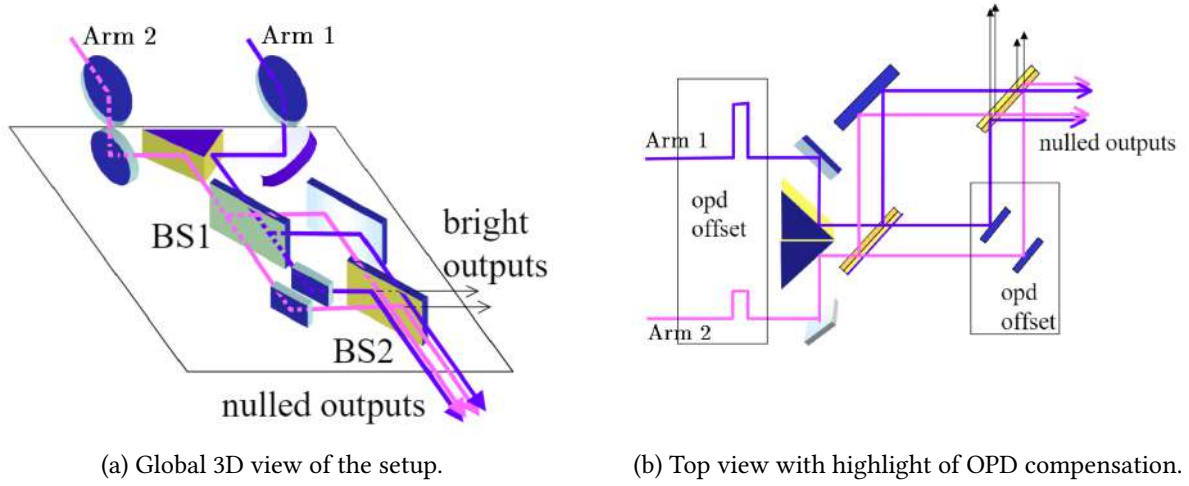 Arm 2
Arm 1
BS1
bright
outputs
BS2
nulled outputs
(a) Global 3D view of the setup.
Arm 1
opd
offset
Arm 2
nulled outputs
opd
offset
(b) Top view with highlight of OPD compensation.